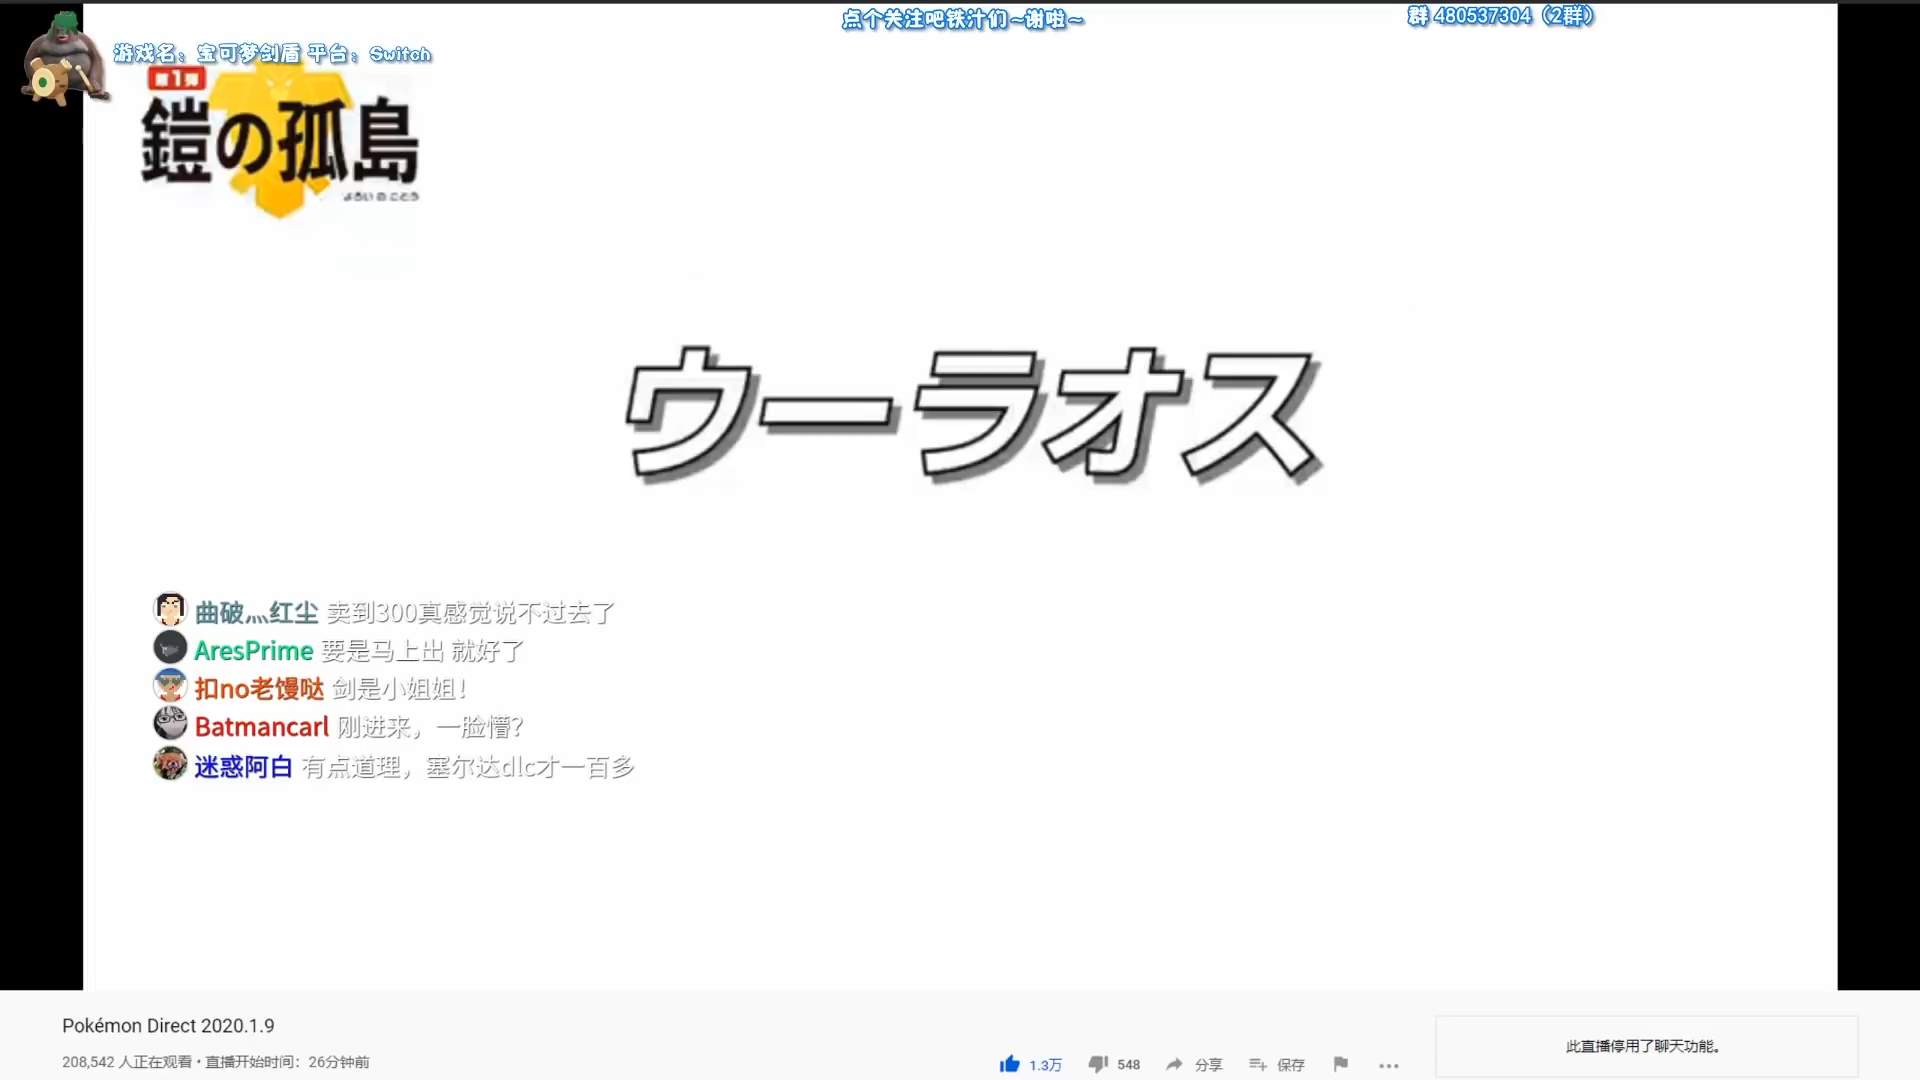 点个关注吧铁汁们~谢啦~
群 480537304（2群）
游戏名：宝可梦剑盾 平台：Switch
第1弾
鎧の孤島
よろい の ことう
ウーラオス
曲破灬红尘 卖到300真感觉说不过去了
AresPrime 要是马上出 就好了
扣no老馒哒 剑是小姐姐！
Batmancarl 刚进来，一脸懵？
迷惑阿白 有点道理，塞尔达dlc才一百多
Pokémon Direct 2020.1.9
208,542 人正在观看 • 直播开始时间：26分钟前
1.3万
548
分享
保存
此直播停用了聊天功能。